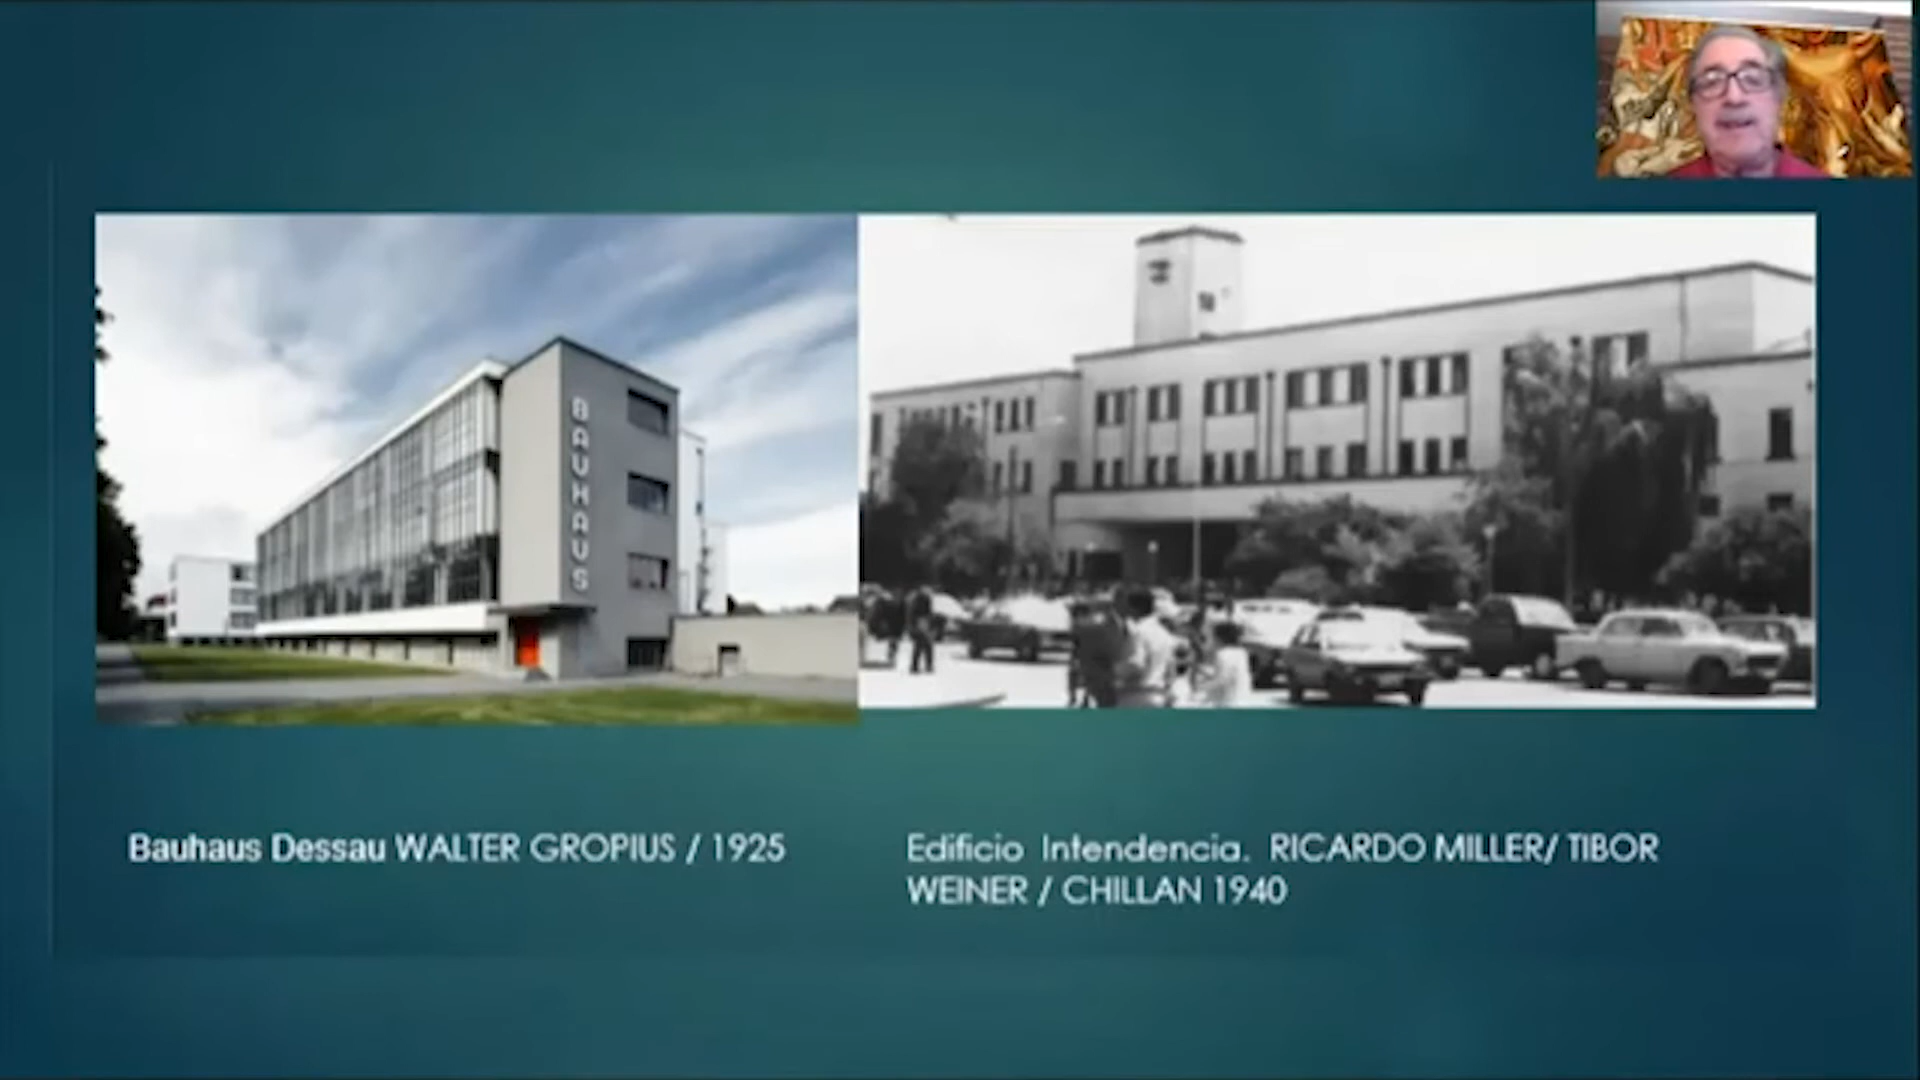 BAUHAUS
Bauhaus Dessau WALTER GROPIUS / 1925
Edificio Intendencia. RICARDO MILLER/ TIBOR
WEINER / CHILLAN 1940